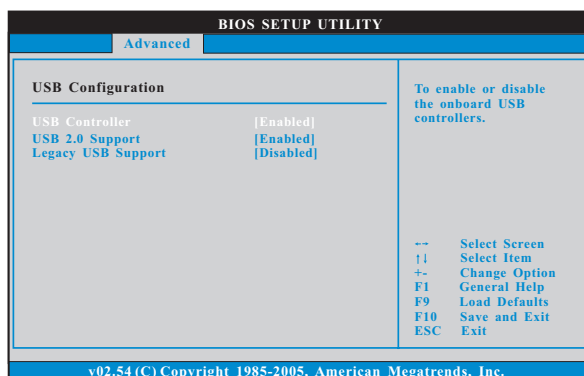 BIOS SETUP UTILITY
Advanced
USB Configuration
USB Controller [Enabled]
USB 2.0 Support [Enabled]
Legacy USB Support [Disabled]
To enable or disable
the onboard USB
controllers.
←→ Select Screen
↑↓ Select Item
+- Change Option
F1 General Help
F9 Load Defaults
F10 Save and Exit
ESC Exit
v02.54 (C) Copyright 1985-2005, American Megatrends, Inc.